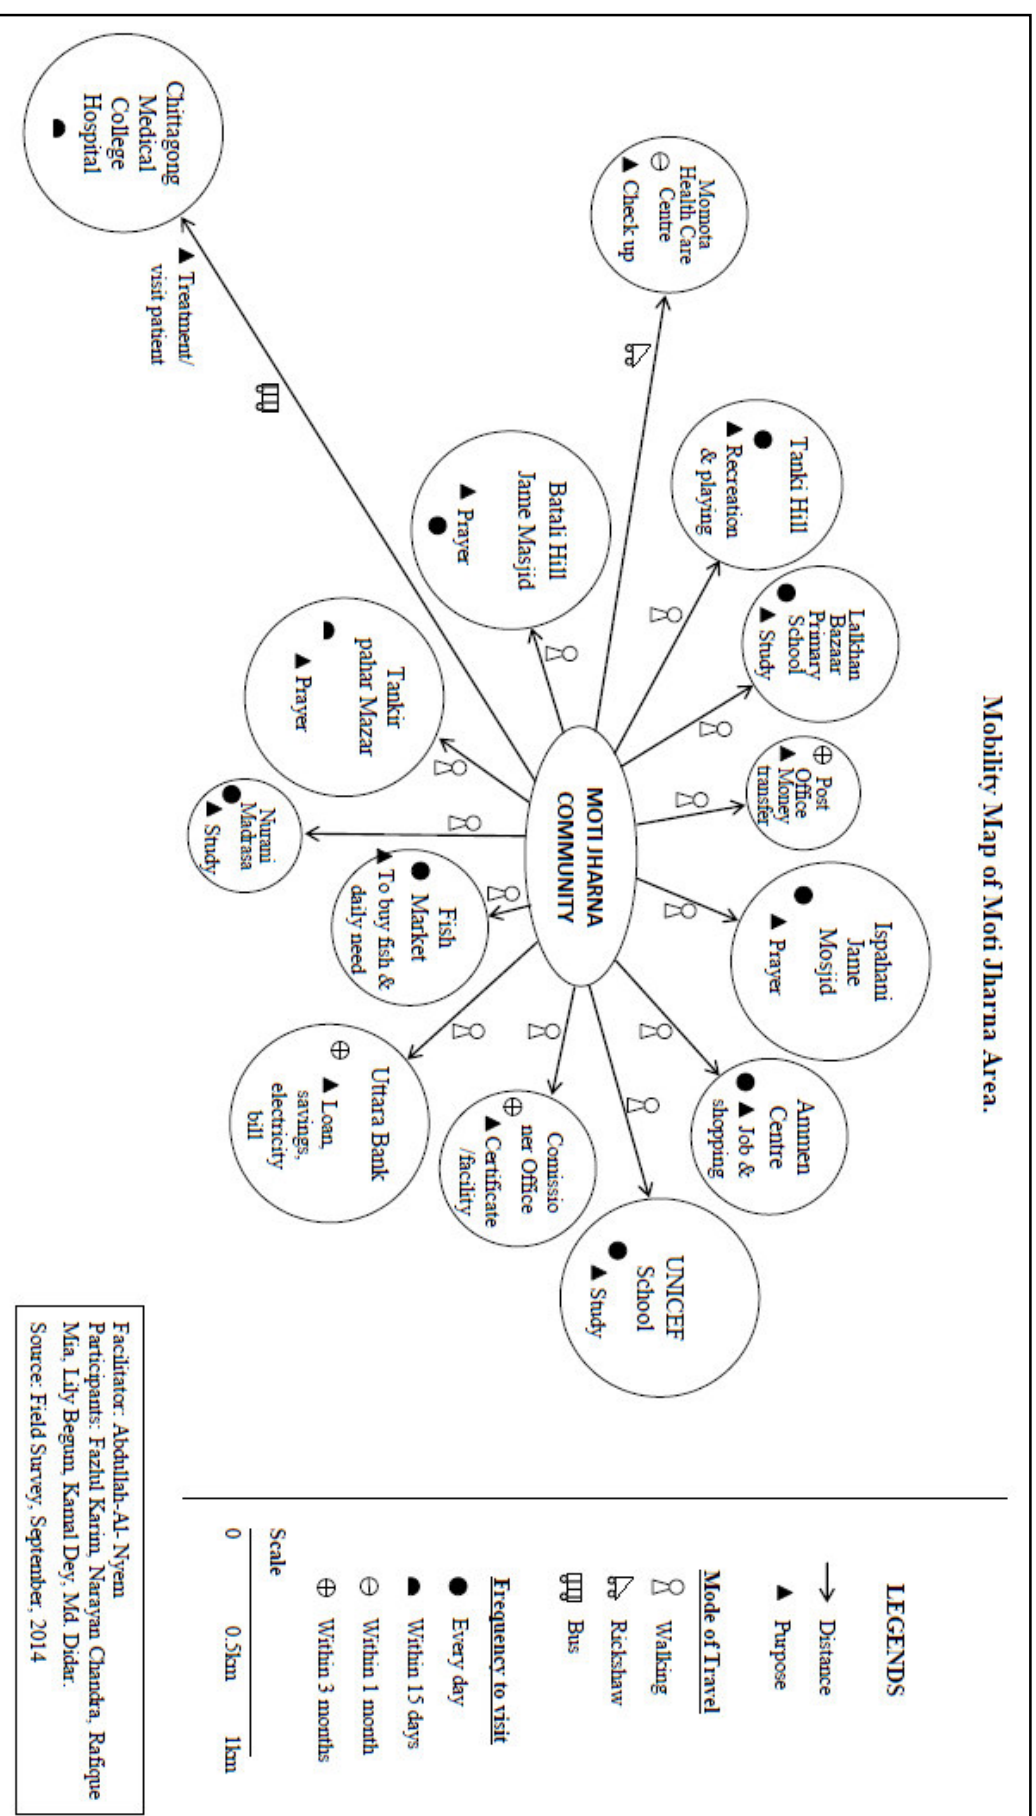 Mobility Map of Moti Jharna Area.
Lalkhan
Bazaar
Primary
School
Study
Post
Office
Money
transfer
Ispahani
Jame
Mosjid
Prayer
Ammen
Centre
Job &
shopping
Tanki Hill
Recreation
& playing
Momota
Health Care
Centre
Check up
UNICEF
School
Study
MOTI JHARNA
COMMUNITY
Batali Hill
Jame Masjid
Prayer
Comissio
ner Office
Certificate
/facility
Tankir
pahar Mazar
Prayer
Fish
Market
To buy fish &
daily need
Uttara Bank
Loan,
savings,
electricity
bill
Nurani
Madrasa
Study
Chittagong
Medical
College
Hospital
Treatment/
visit patient
LEGENDS
Distance
Purpose
Mode of Travel
Walking
Rickshaw
Bus
Frequency to visit
Every day
Within 15 days
Within 1 month
Within 3 months
Scale
0 0.5km 1km
Facilitator: Abdullah-Al- Nyem
Participants: Fazlul Karim, Narayan Chandra, Rafique
Mia, Lily Begum, Kamal Dey, Md. Didar.
Source: Field Survey, September, 2014